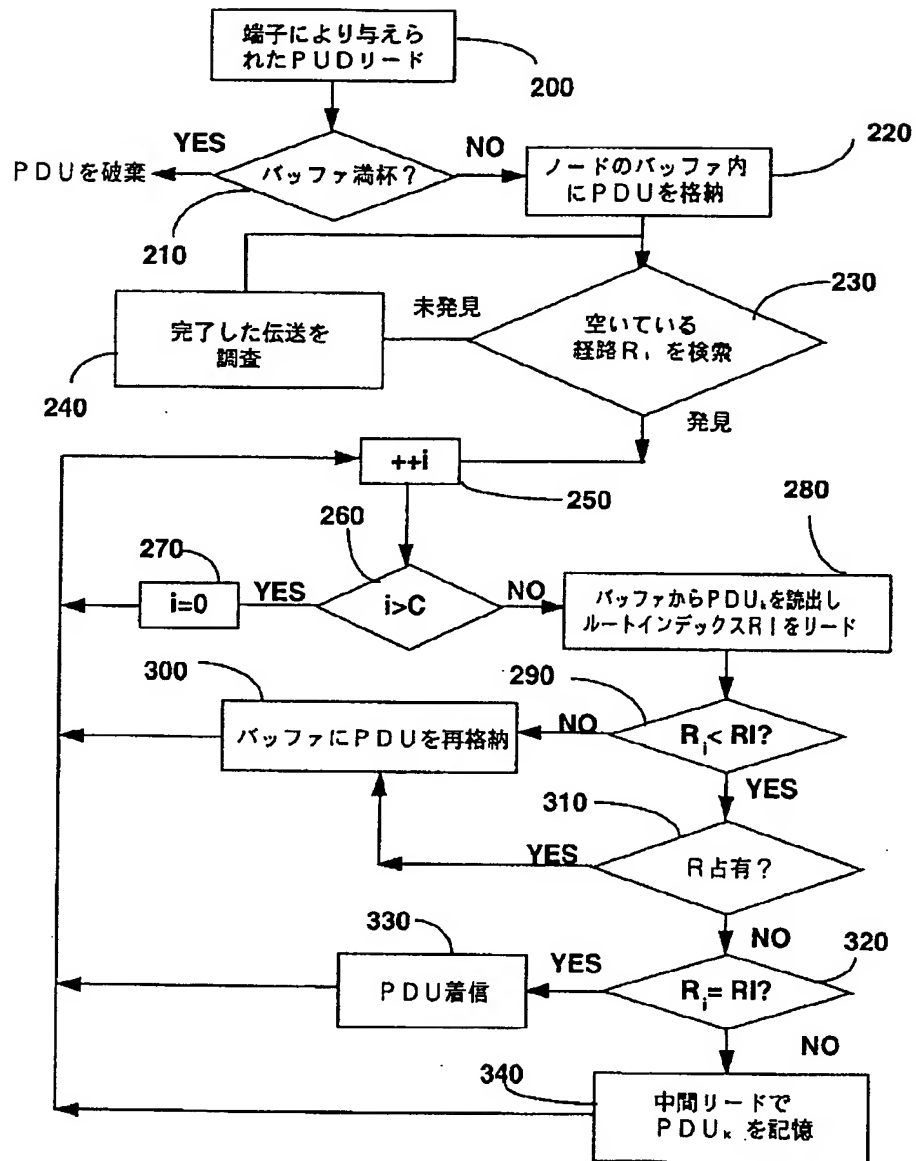 端子により与えら
れたPUDリード
200
YES
NO
PDUを破棄
バッファ満杯？
210
ノードのバッファ内
にPDUを格納
220
未発見
空いている
経路Rᵢを検索
230
完了した伝送を
調査
240
発見
++i
250
260
270
i=0
YES
i>C
NO
280
バッファからPDUₖを読出し
ルートインデックスRIをリード
300
バッファにPDUを再格納
290
NO
Rᵢ< RI?
YES
310
YES
R占有？
NO
330
PDU着信
YES
Rᵢ= RI?
320
NO
340
中間リードで
PDUₖを記憶